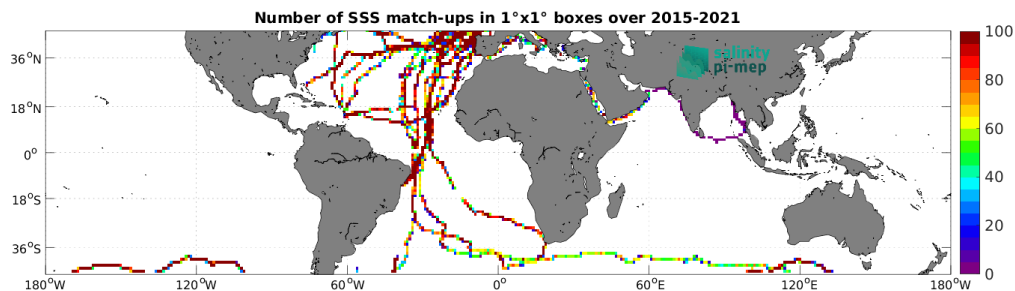 Number of SSS match-ups in 1°x1° boxes over 2015-2021
100
80
60
40
20
0
36°N
18°N
0°
18°S
36°S
180°W
120°W
60°W
0°
60°E
120°E
180°W
salinity
pi-mep